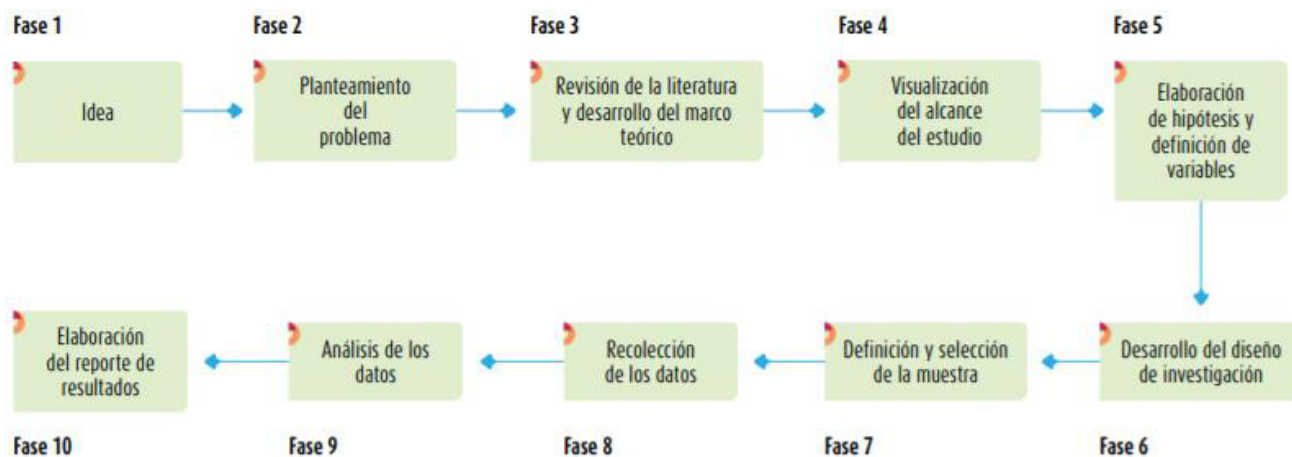 Fase 1
Idea
Fase 2
Planteamiento
del
problema
Fase 3
Revisión de la literatura
y desarrollo del marco
teórico
Fase 4
Visualización
del alcance
del estudio
Fase 5
Elaboración
de hipótesis y
definición de
variables
Desarrollo del diseño
de investigación
Fase 6
Definición y selección
de la muestra
Fase 7
Recolección
de los datos
Fase 8
Análisis de los
datos
Fase 9
Elaboración
del reporte de
resultados
Fase 10